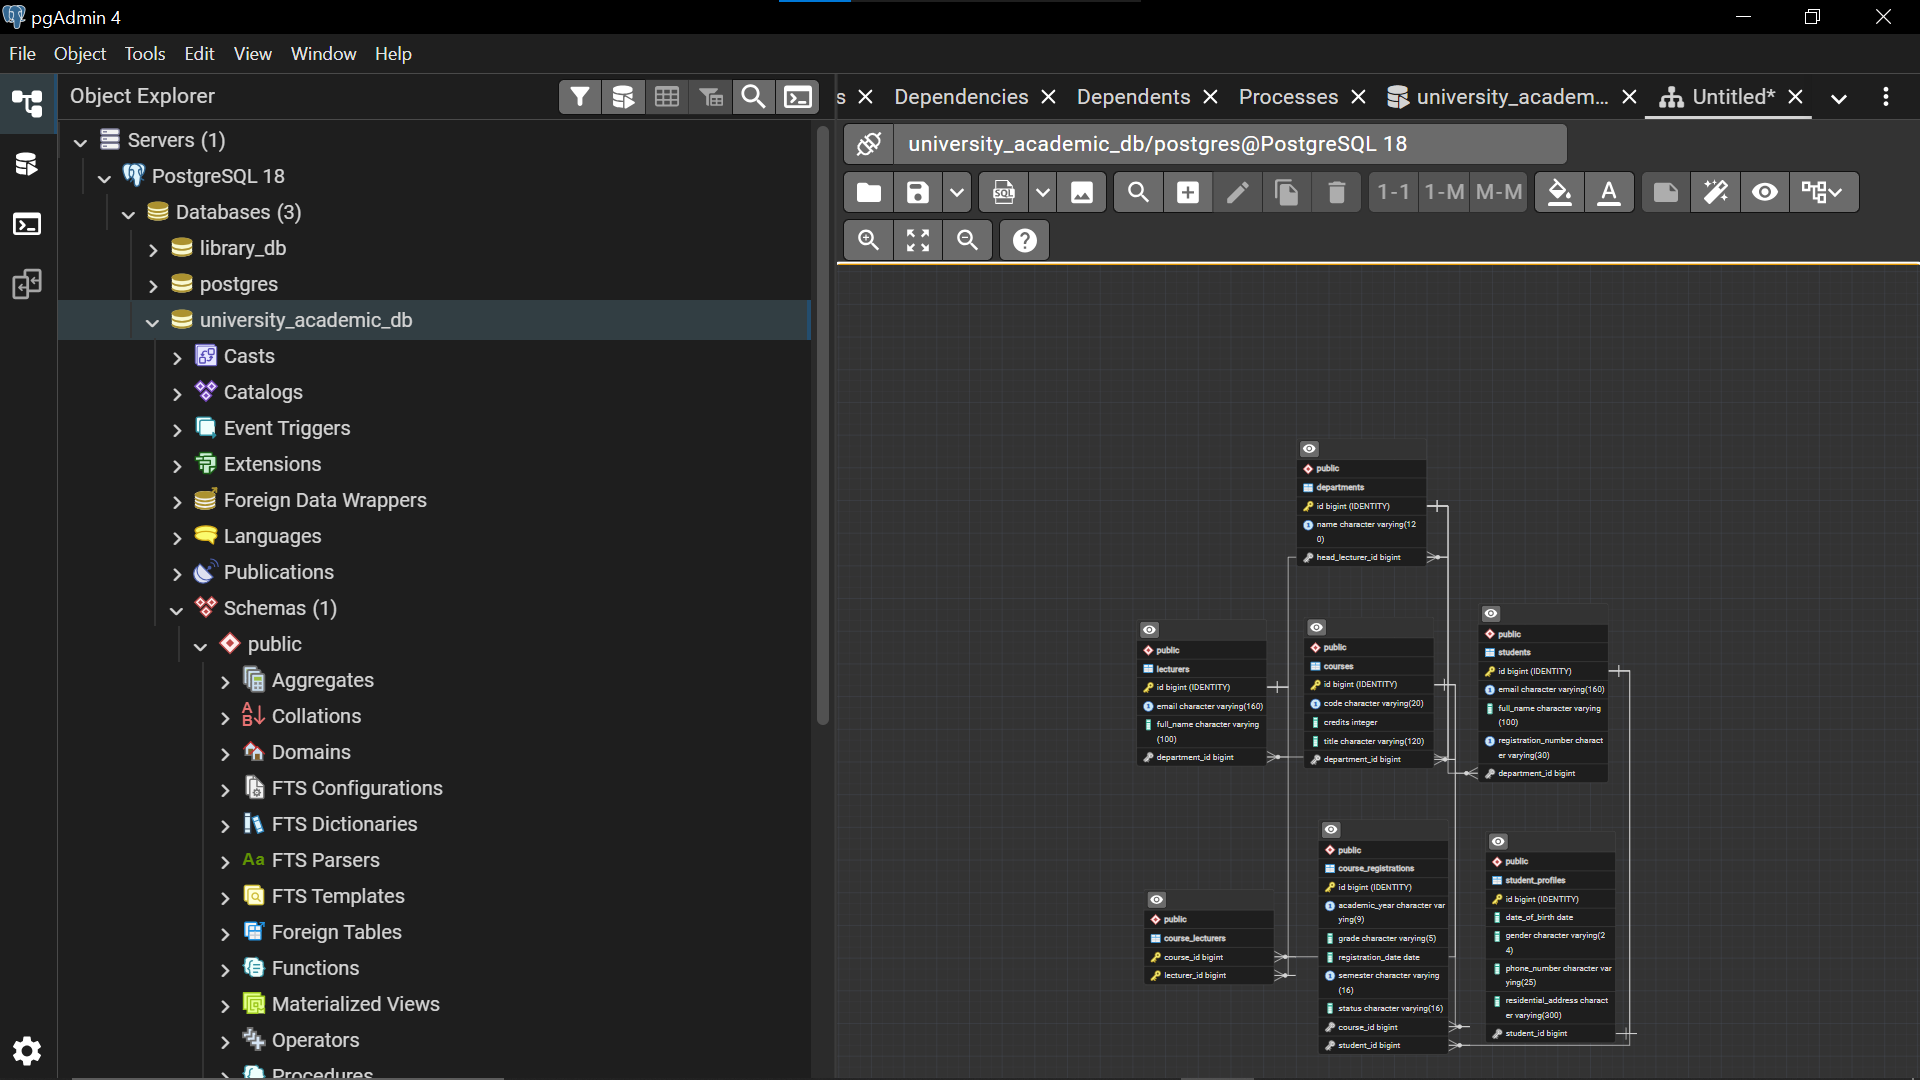 pgAdmin 4
File Object Tools Edit View Window Help
Object Explorer
s Dependencies Dependents Processes university_academ... Untitled*
university_academic_db/postgres@PostgreSQL 18
SQL 1-1 1-M M-M A
Servers (1)
PostgreSQL 18
Databases (3)
library_db
postgres
university_academic_db
Casts
Catalogs
Event Triggers
Extensions
Foreign Data Wrappers
Languages
Publications
Schemas (1)
public
Aggregates
Collations
Domains
FTS Configurations
FTS Dictionaries
Aa FTS Parsers
FTS Templates
Foreign Tables
Functions
Materialized Views
Operators
Procedures
public
departments
id bigint (IDENTITY)
name character varying(12
0)
head_lecturer_id bigint
public
lecturers
id bigint (IDENTITY)
email character varying(160)
full_name character varying
(100)
department_id bigint
public
courses
id bigint (IDENTITY)
code character varying(20)
credits integer
title character varying(120)
department_id bigint
public
students
id bigint (IDENTITY)
email character varying(160)
full_name character varying
(100)
registration_number charact
er varying(30)
department_id bigint
public
course_lecturers
course_id bigint
lecturer_id bigint
public
course_registrations
id bigint (IDENTITY)
academic_year character var
ying(9)
grade character varying(5)
registration_date date
semester character varying
(16)
status character varying(16)
course_id bigint
student_id bigint
public
student_profiles
id bigint (IDENTITY)
date_of_birth date
gender character varying(2
4)
phone_number character var
ying(25)
residential_address charact
er varying(300)
student_id bigint